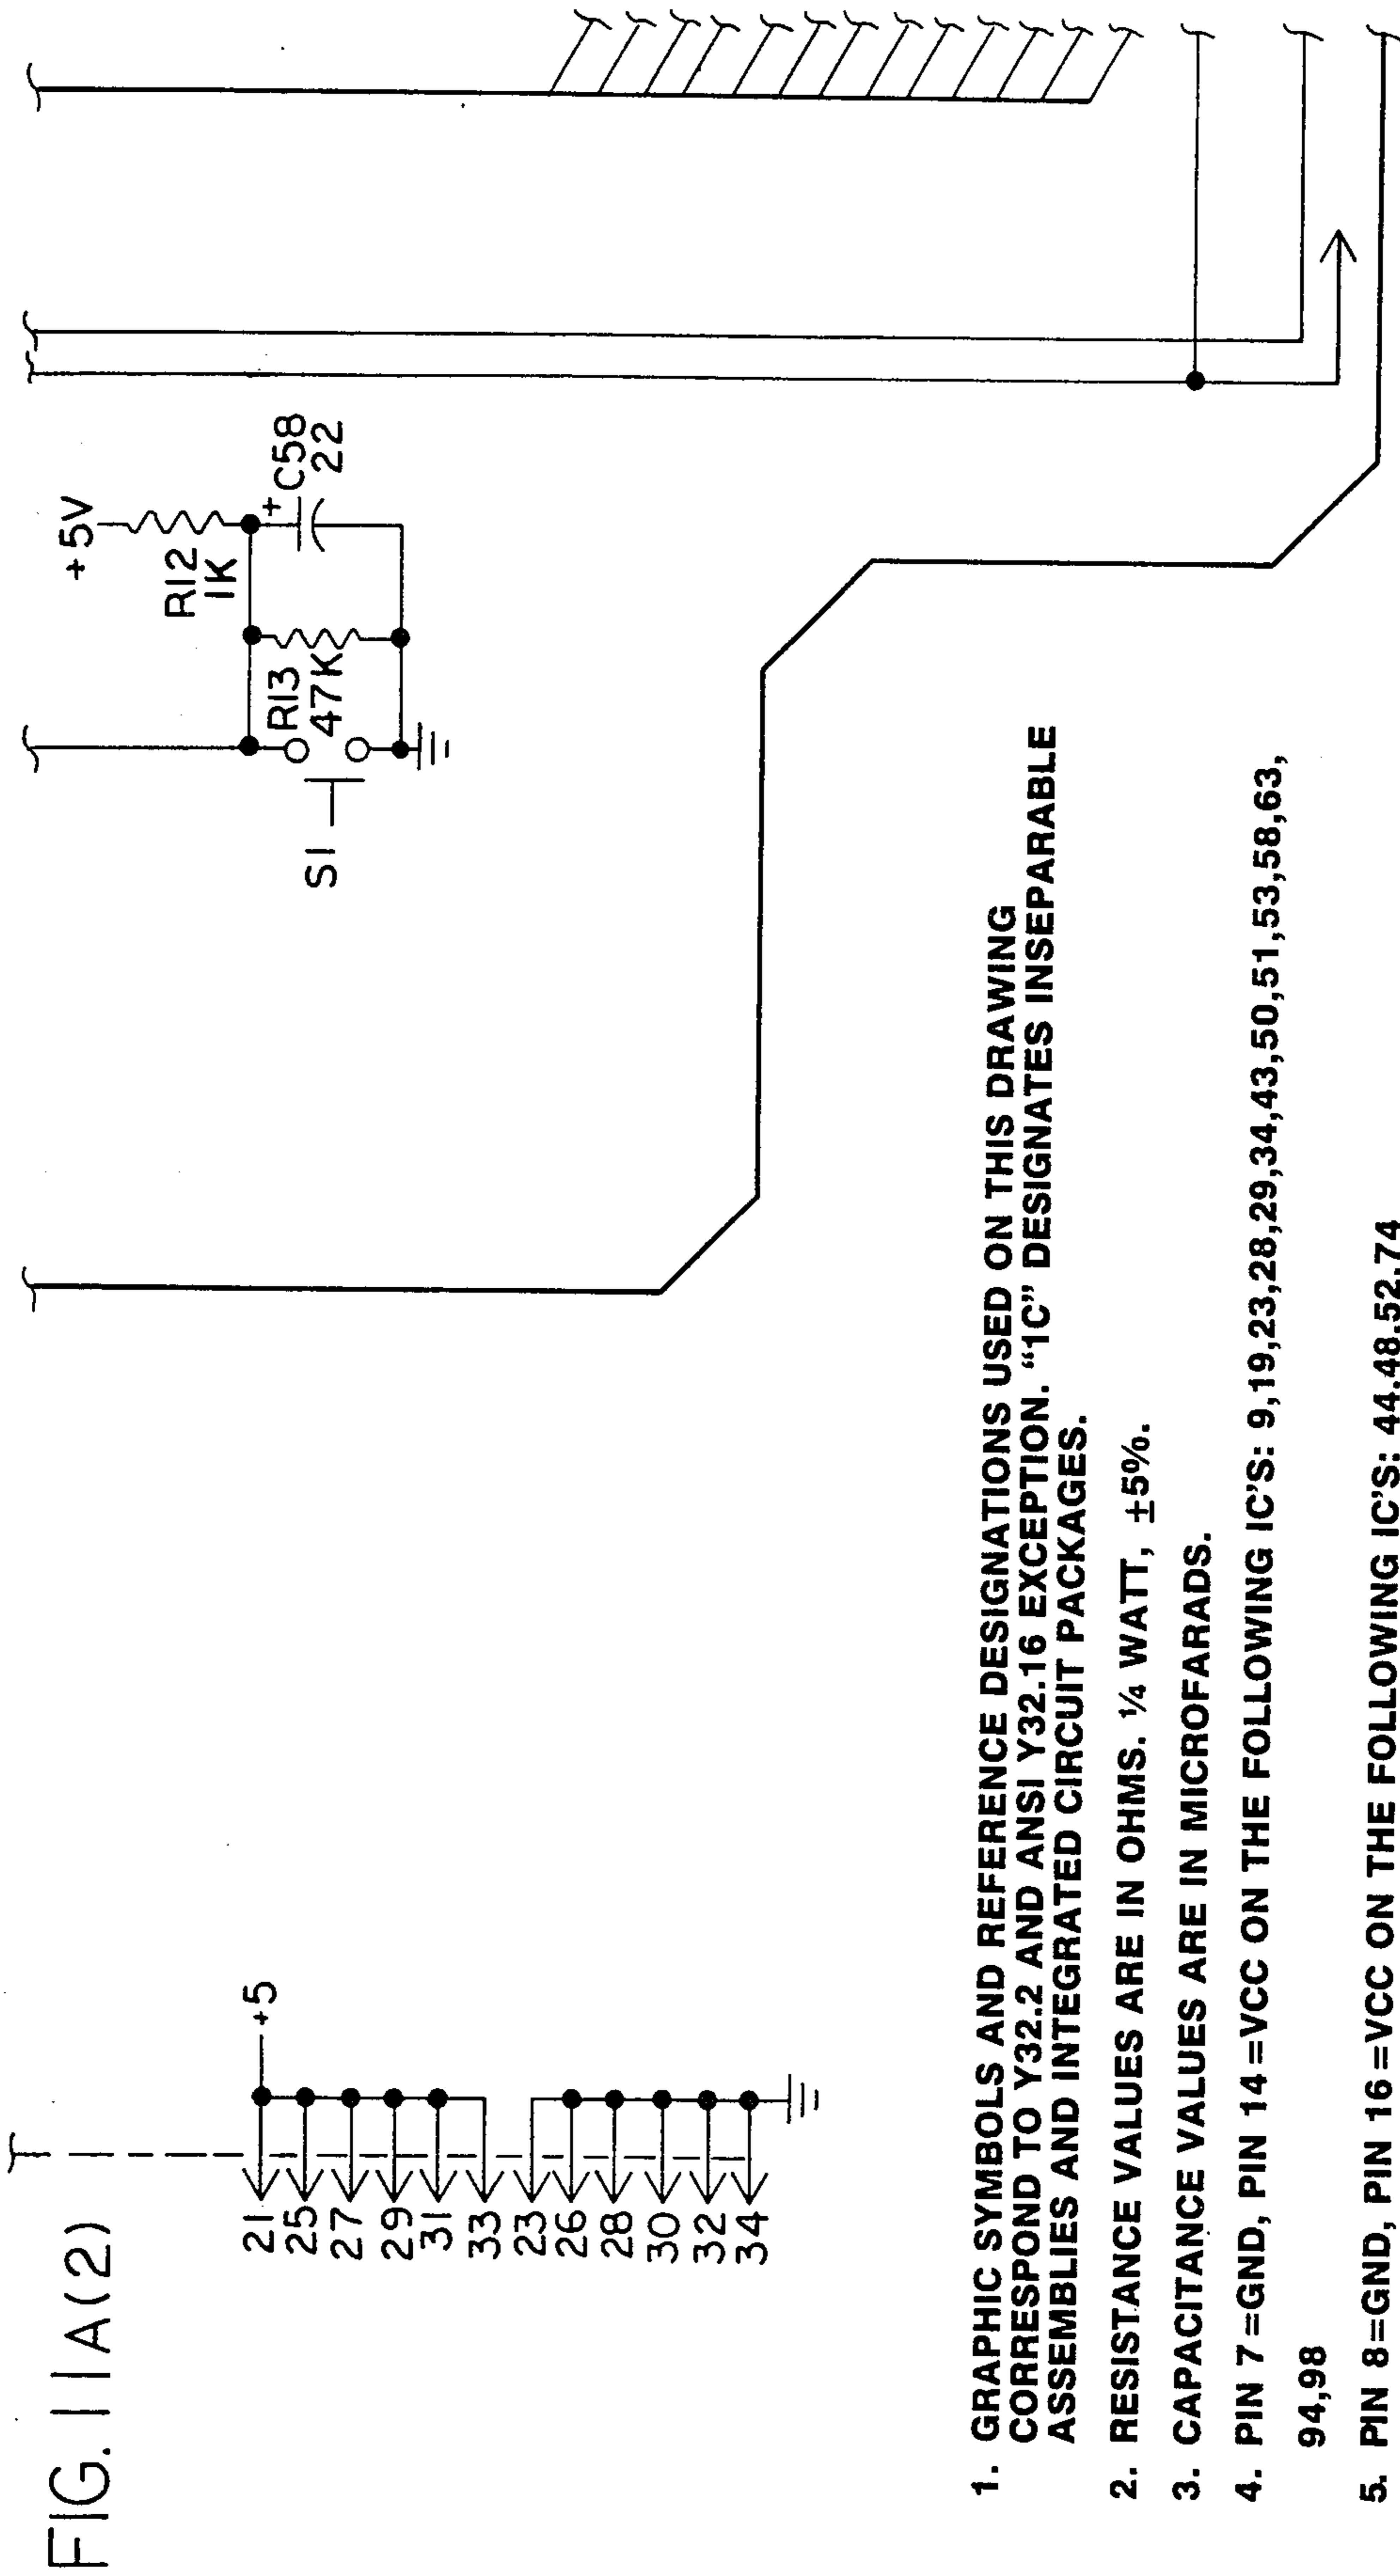 FIG. 11A(2)
+5
21
25
27
29
31
33
23
26
28
30
32
34
+5V
R12
1K
+
C58
22
R13
47K
S1
1. GRAPHIC SYMBOLS AND REFERENCE DESIGNATIONS USED ON THIS DRAWING
CORRESPOND TO Y32.2 AND ANSI Y32.16 EXCEPTION. “1C” DESIGNATES INSEPARABLE
ASSEMBLIES AND INTEGRATED CIRCUIT PACKAGES.
2. RESISTANCE VALUES ARE IN OHMS. ¼ WATT, ±5%.
3. CAPACITANCE VALUES ARE IN MICROFARADS.
4. PIN 7=GND, PIN 14=VCC ON THE FOLLOWING IC'S: 9,19,23,28,29,34,43,50,51,53,58,63,
94,98
5. PIN 8=GND, PIN 16=VCC ON THE FOLLOWING IC'S: 44,48,52,74